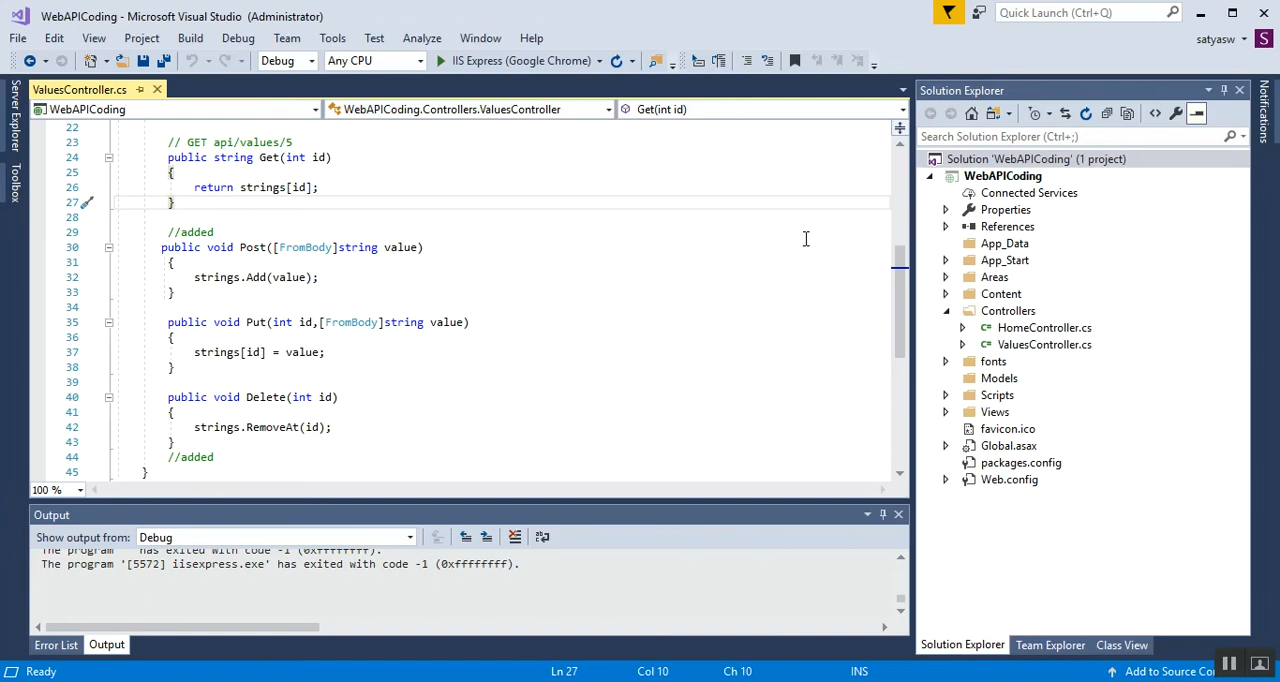 WebAPICoding - Microsoft Visual Studio (Administrator)
Quick Launch (Ctrl+Q)
File Edit View Project Build Debug Team Tools Test Analyze Window Help
satyasw S
Debug Any CPU IIS Express (Google Chrome)
Server Explorer
Toolbox
ValuesController.cs
WebAPICoding WebAPICoding.Controllers.ValuesController Get(int id)
22
23 // GET api/values/5
24 public string Get(int id)
25 {
26 return strings[id];
27 }
28
29 //added
30 public void Post([FromBody]string value)
31 {
32 strings.Add(value);
33 }
34
35 public void Put(int id,[FromBody]string value)
36 {
37 strings[id] = value;
38 }
39
40 public void Delete(int id)
41 {
42 strings.RemoveAt(id);
43 }
44 //added
45 }
100 %
Output
Show output from: Debug
The program has exited with code -1 (0xffffffff).
The program '[5572] iisexpress.exe' has exited with code -1 (0xffffffff).
Error List Output
Solution Explorer
Search Solution Explorer (Ctrl+;)
Solution 'WebAPICoding' (1 project)
WebAPICoding
Connected Services
Properties
References
App_Data
App_Start
Areas
Content
Controllers
C# HomeController.cs
C# ValuesController.cs
fonts
Models
Scripts
Views
favicon.ico
Global.asax
packages.config
Web.config
Solution Explorer Team Explorer Class View
Notifications
Ready Ln 27 Col 10 Ch 10 INS Add to Source